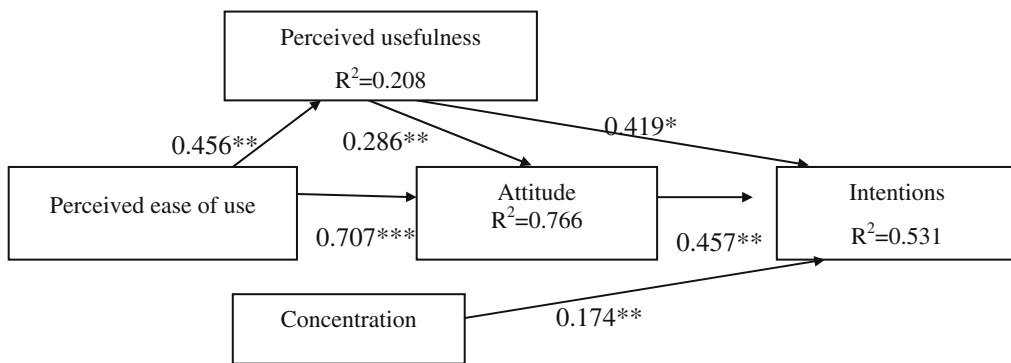 Perceived usefulness
R²=0.208
0.456**
0.286**
0.419*
Perceived ease of use
Attitude
R²=0.766
Intentions
R²=0.531
0.707***
0.457**
Concentration
0.174**